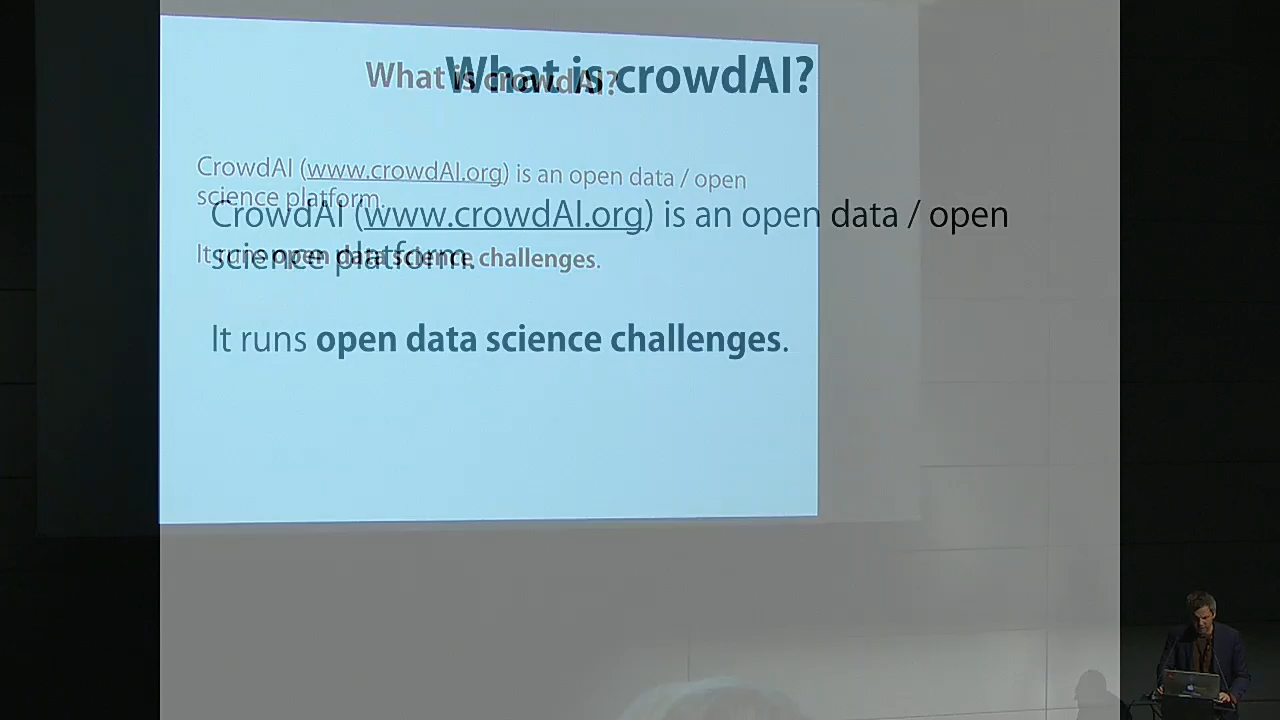 What is crowdAI?
What is crowdAI?
CrowdAI (www.crowdAI.org) is an open data / open
science platform.
CrowdAI (www.crowdAI.org) is an open data / open
science platform.
It runs open data science challenges.
It runs open data science challenges.